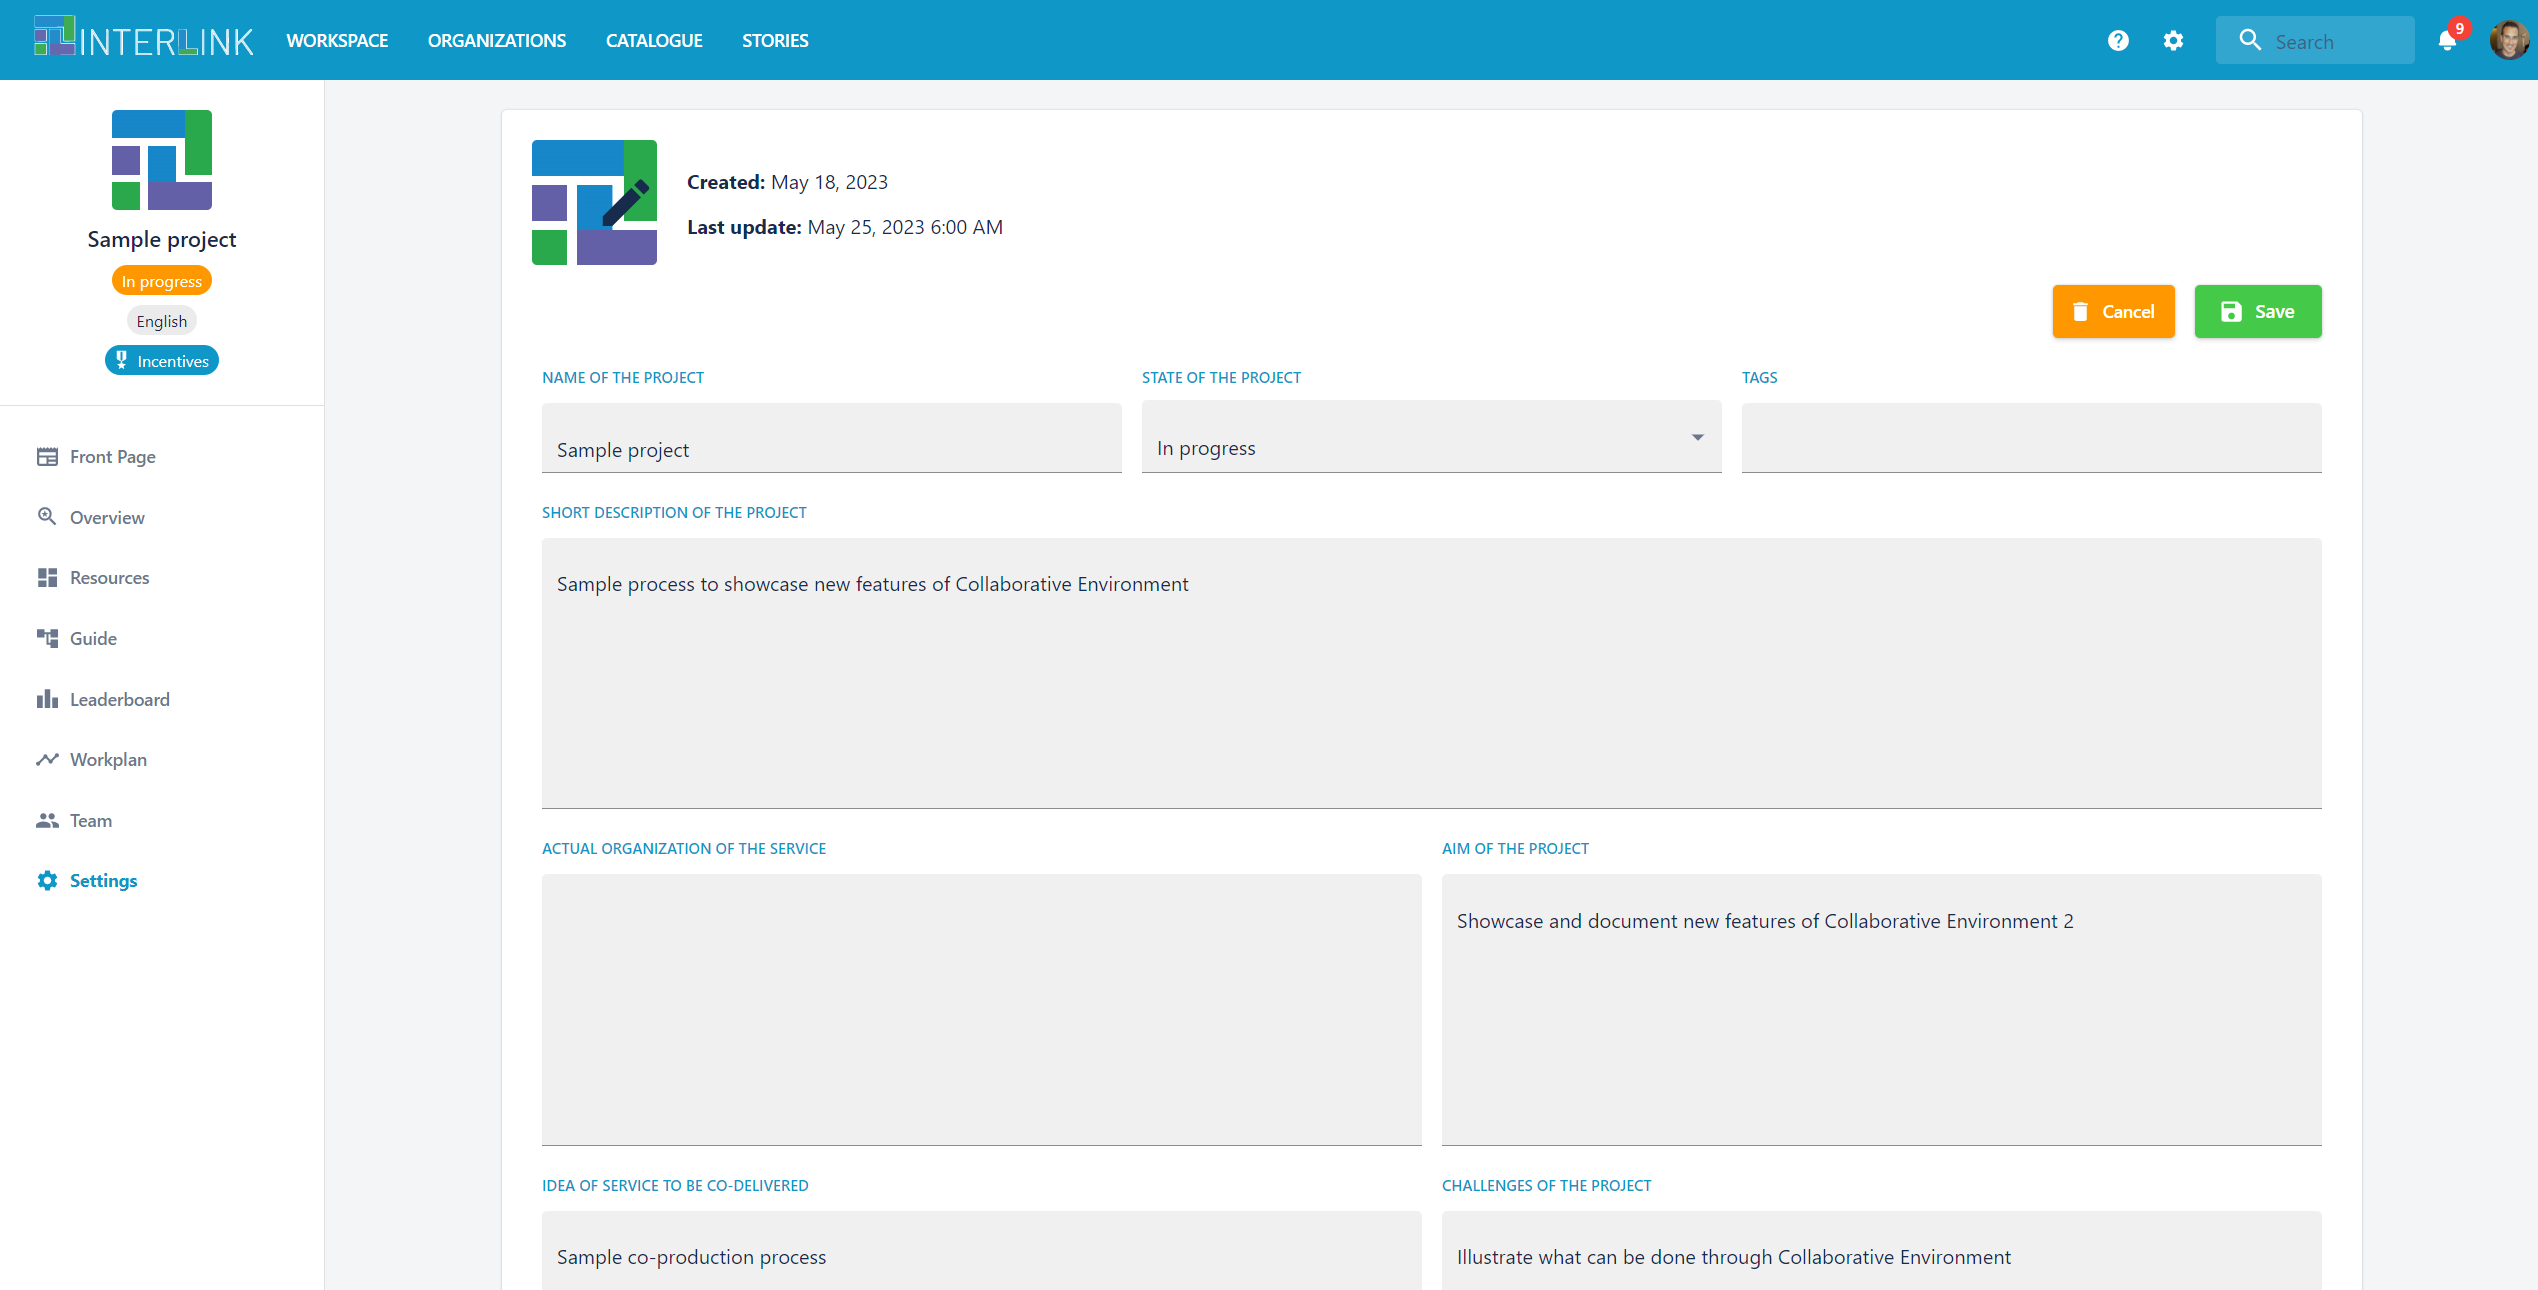 INTERLINK WORKSPACE ORGANIZATIONS CATALOGUE STORIES Search 9
Sample project
In progress
English
Incentives
Front Page
Overview
Resources
Guide
Leaderboard
Workplan
Team
Settings
Created: May 18, 2023
Last update: May 25, 2023 6:00 AM
Cancel Save
NAME OF THE PROJECT STATE OF THE PROJECT TAGS
Sample project In progress
SHORT DESCRIPTION OF THE PROJECT
Sample process to showcase new features of Collaborative Environment
ACTUAL ORGANIZATION OF THE SERVICE AIM OF THE PROJECT
Showcase and document new features of Collaborative Environment 2
IDEA OF SERVICE TO BE CO-DELIVERED CHALLENGES OF THE PROJECT
Sample co-production process Illustrate what can be done through Collaborative Environment